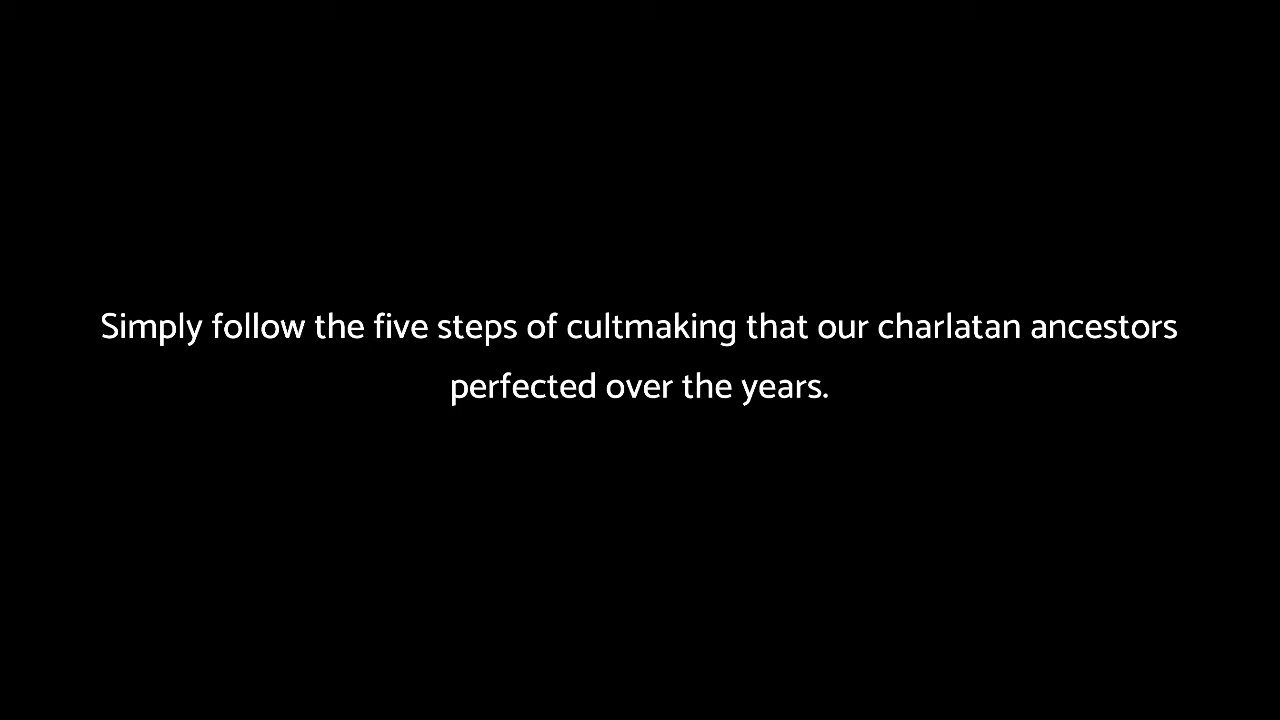 Simply follow the five steps of cultmaking that our charlatan ancestors
perfected over the years.